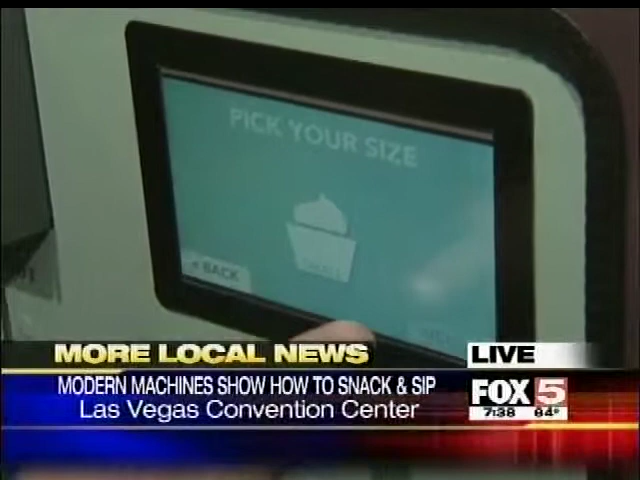 PICK YOUR SIZE
< BACK
MORE LOCAL NEWS
LIVE
MODERN MACHINES SHOW HOW TO SNACK & SIP
Las Vegas Convention Center
FOX 5
7:38 84°